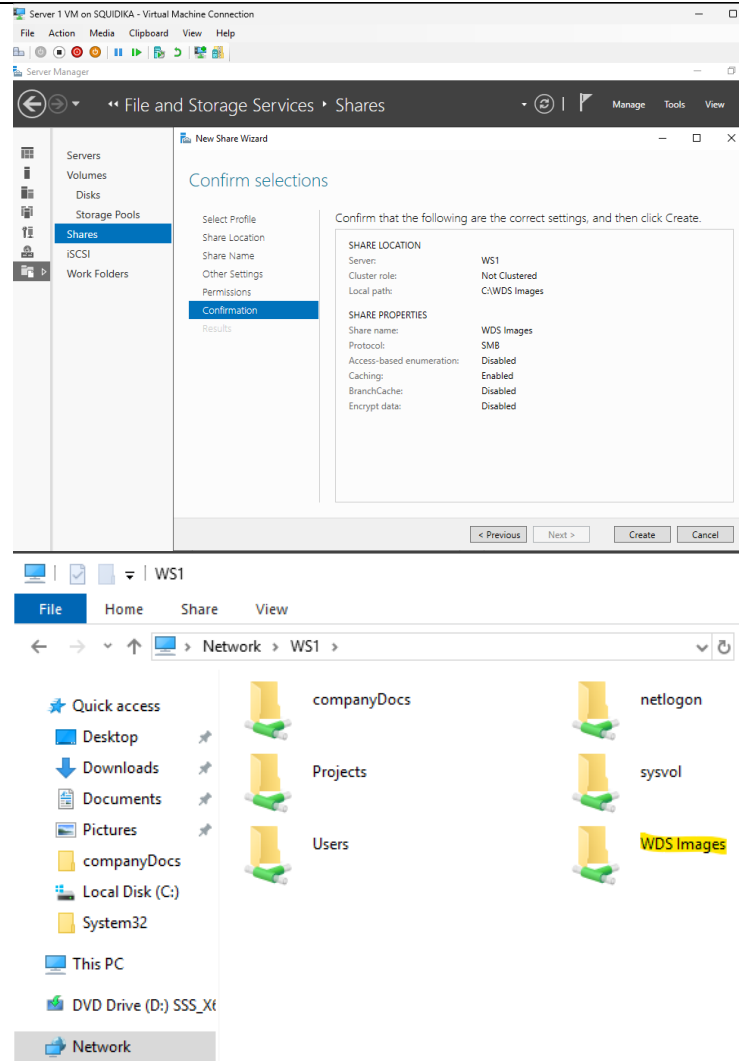 Server 1 VM on SQUIDIKA - Virtual Machine Connection
File Action Media Clipboard View Help
Server Manager
File and Storage Services Shares
Manage Tools View
Servers
Volumes
Disks
Storage Pools
Shares
iSCSI
Work Folders
New Share Wizard
Confirm selections
Select Profile
Share Location
Share Name
Other Settings
Permissions
Confirmation
Results
Confirm that the following are the correct settings, and then click Create.
SHARE LOCATION
Server: WS1
Cluster role: Not Clustered
Local path: C:\WDS Images
SHARE PROPERTIES
Share name: WDS Images
Protocol: SMB
Access-based enumeration: Disabled
Caching: Enabled
BranchCache: Disabled
Encrypt data: Disabled
< Previous Next > Create Cancel
WS1
File Home Share View
Network > WS1 >
Quick access
Desktop
Downloads
Documents
Pictures
companyDocs
Local Disk (C:)
System32
This PC
DVD Drive (D:) SSS_X6
Network
companyDocs netlogon
Projects sysvol
Users WDS Images